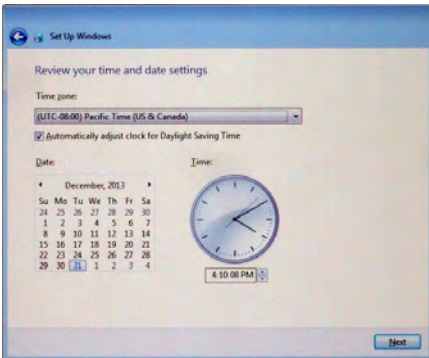 Set Up Windows
Review your time and date settings
Time zone:
(UTC-08:00) Pacific Time (US & Canada)
Automatically adjust clock for Daylight Saving Time
Date: Time:
December, 2013
Su Mo Tu We Th Fr Sa
24 25 26 27 28 29 30
1 2 3 4 5 6 7
8 9 10 11 12 13 14
15 16 17 18 19 20 21
22 23 24 25 26 27 28
29 30 31 1 2 3 4
4:10:08 PM
Next